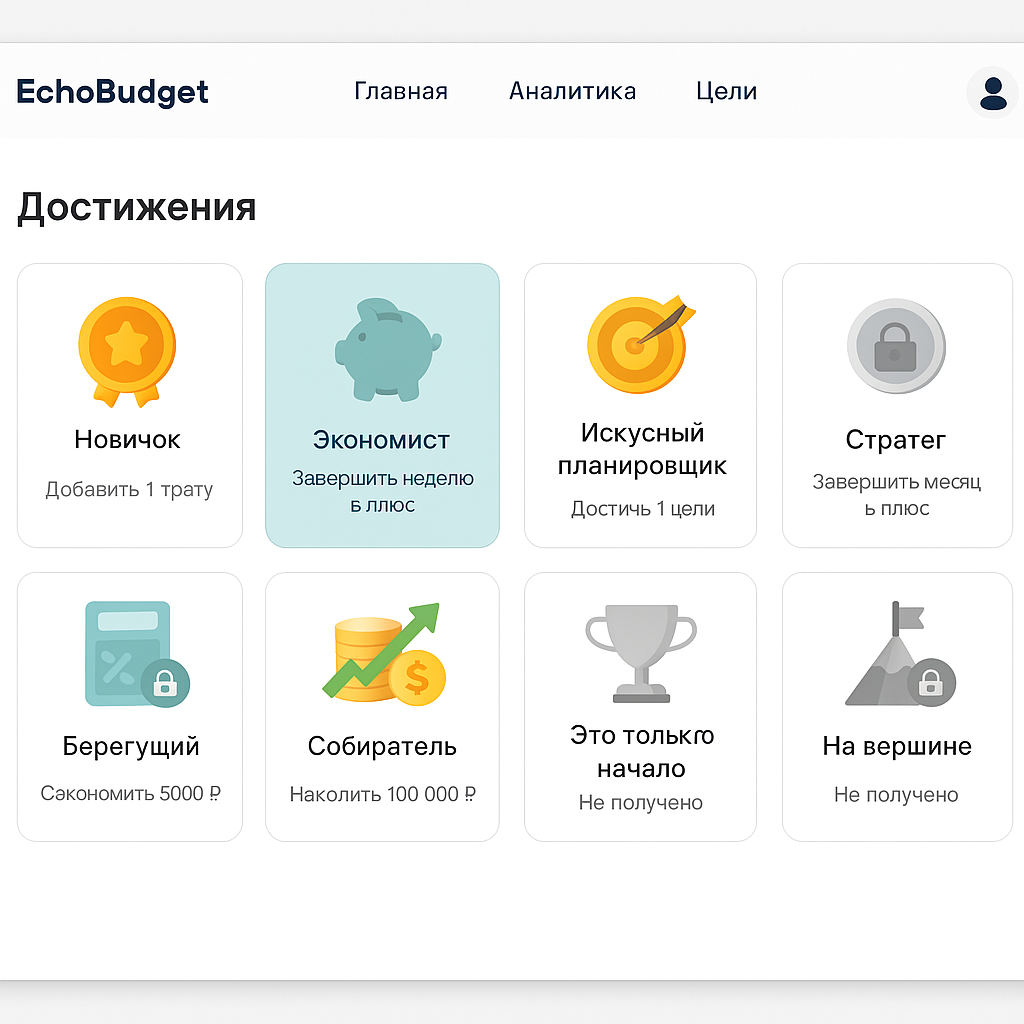 EchoBudget
Главная
Аналитика
Цели
Достижения
Новичок
Добавить 1 трату
Экономист
Завершить неделю
Б ллюс
Искусный
планировщик
Достичь 1 цели
Стратег
Завершить месяц
ь плюс
Берегущий
Сэкономить 5000 ₽
Собиратель
Наколить 100 000 ₽
Это только
начало
Не получено
На вершине
Не получено